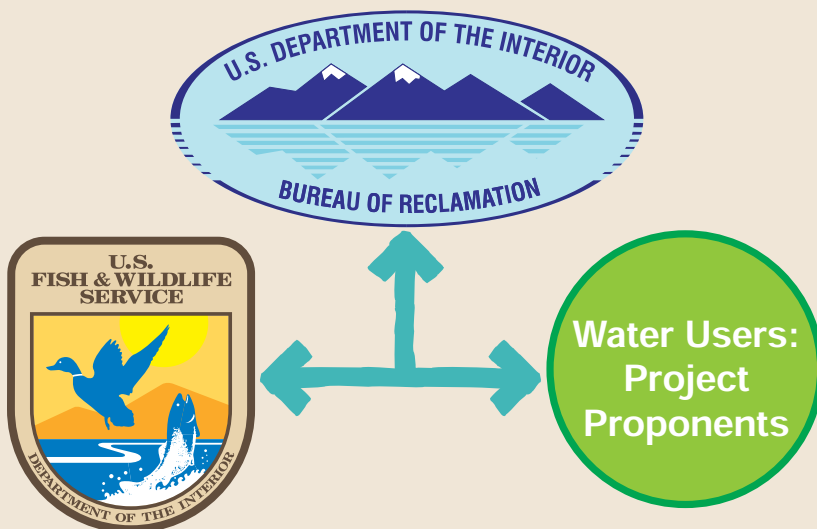 U.S. DEPARTMENT OF THE INTERIOR
BUREAU OF RECLAMATION
U.S.
FISH & WILDLIFE
SERVICE
DEPARTMENT OF THE INTERIOR
Water Users:
Project
Proponents